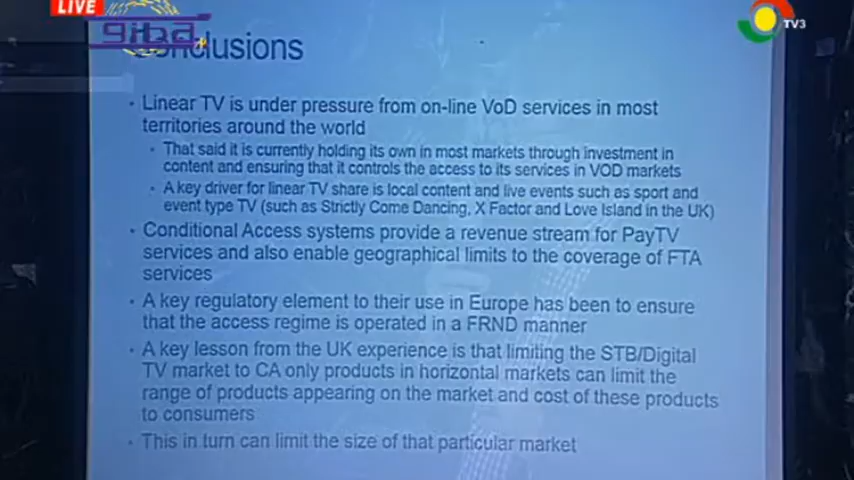 LIVE
giba
TV3
Conclusions
• Linear TV is under pressure from on-line VoD services in most
territories around the world
• That said it is currently holding its own in most markets through investment in
content and ensuring that it controls the access to its services in VOD markets
• A key driver for linear TV share is local content and live events such as sport and
event type TV (such as Strictly Come Dancing, X Factor and Love Island in the UK)
• Conditional Access systems provide a revenue stream for PayTV
services and also enable geographical limits to the coverage of FTA
services
• A key regulatory element to their use in Europe has been to ensure
that the access regime is operated in a FRND manner
• A key lesson from the UK experience is that limiting the STB/Digital
TV market to CA only products in horizontal markets can limit the
range of products appearing on the market and cost of these products
to consumers
• This in turn can limit the size of that particular market